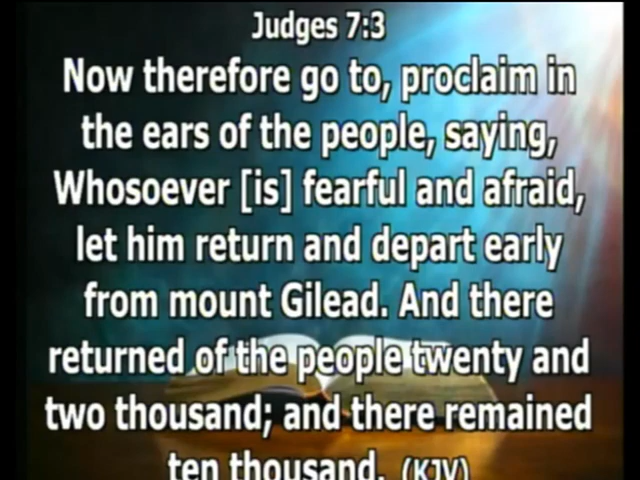 Judges 7:3
Now therefore go to, proclaim in
the ears of the people, saying,
Whosoever [is] fearful and afraid,
let him return and depart early
from mount Gilead. And there
returned of the people twenty and
two thousand; and there remained
ten thousand. (KJV)